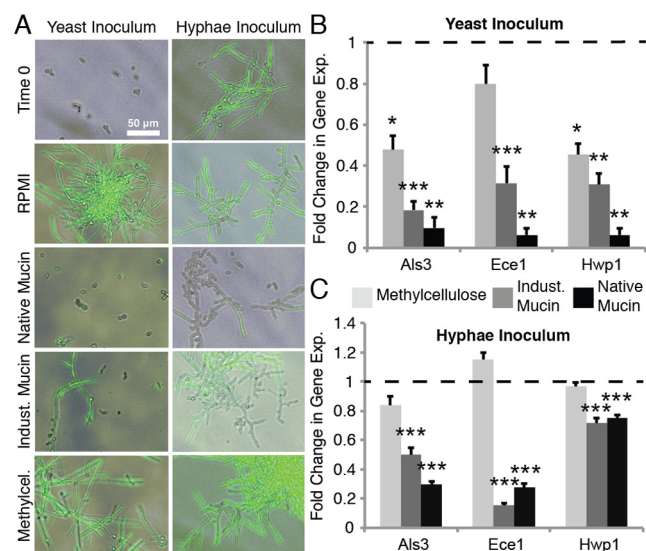 A
Yeast Inoculum
Hyphae Inoculum
Time 0
50 µm
RPMI
Native Mucin
Indust. Mucin
Methylcel.
B
Yeast Inoculum
Fold Change in Gene Exp.
1
0.8
0.6
0.4
0.2
0
*
***
**
***
**
*
**
**
Als3
Ece1
Hwp1
Methylcellulose
Indust. Mucin
Native Mucin
C
Hyphae Inoculum
Fold Change in Gene Exp.
1.4
1.2
1
0.8
0.6
0.4
0.2
0
***
***
***
***
***
***
Als3
Ece1
Hwp1